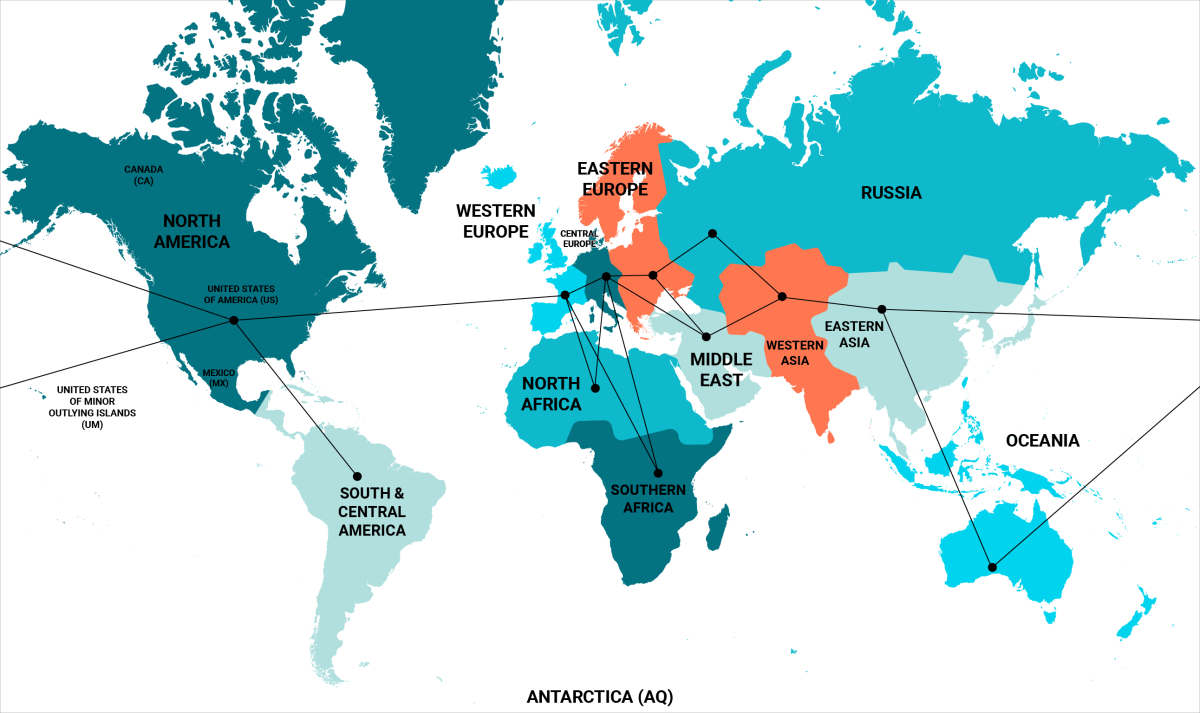 CANADA
(CA)
NORTH
AMERICA
UNITED STATES
OF AMERICA (US)
MEXICO
(MX)
UNITED STATES
OF MINOR
OUTLYING ISLANDS
(UM)
SOUTH &
CENTRAL
AMERICA
WESTERN
EUROPE
EASTERN
EUROPE
CENTRAL
EUROPE
RUSSIA
NORTH
AFRICA
SOUTHERN
AFRICA
MIDDLE
EAST
WESTERN
ASIA
EASTERN
ASIA
OCEANIA
ANTARCTICA (AQ)